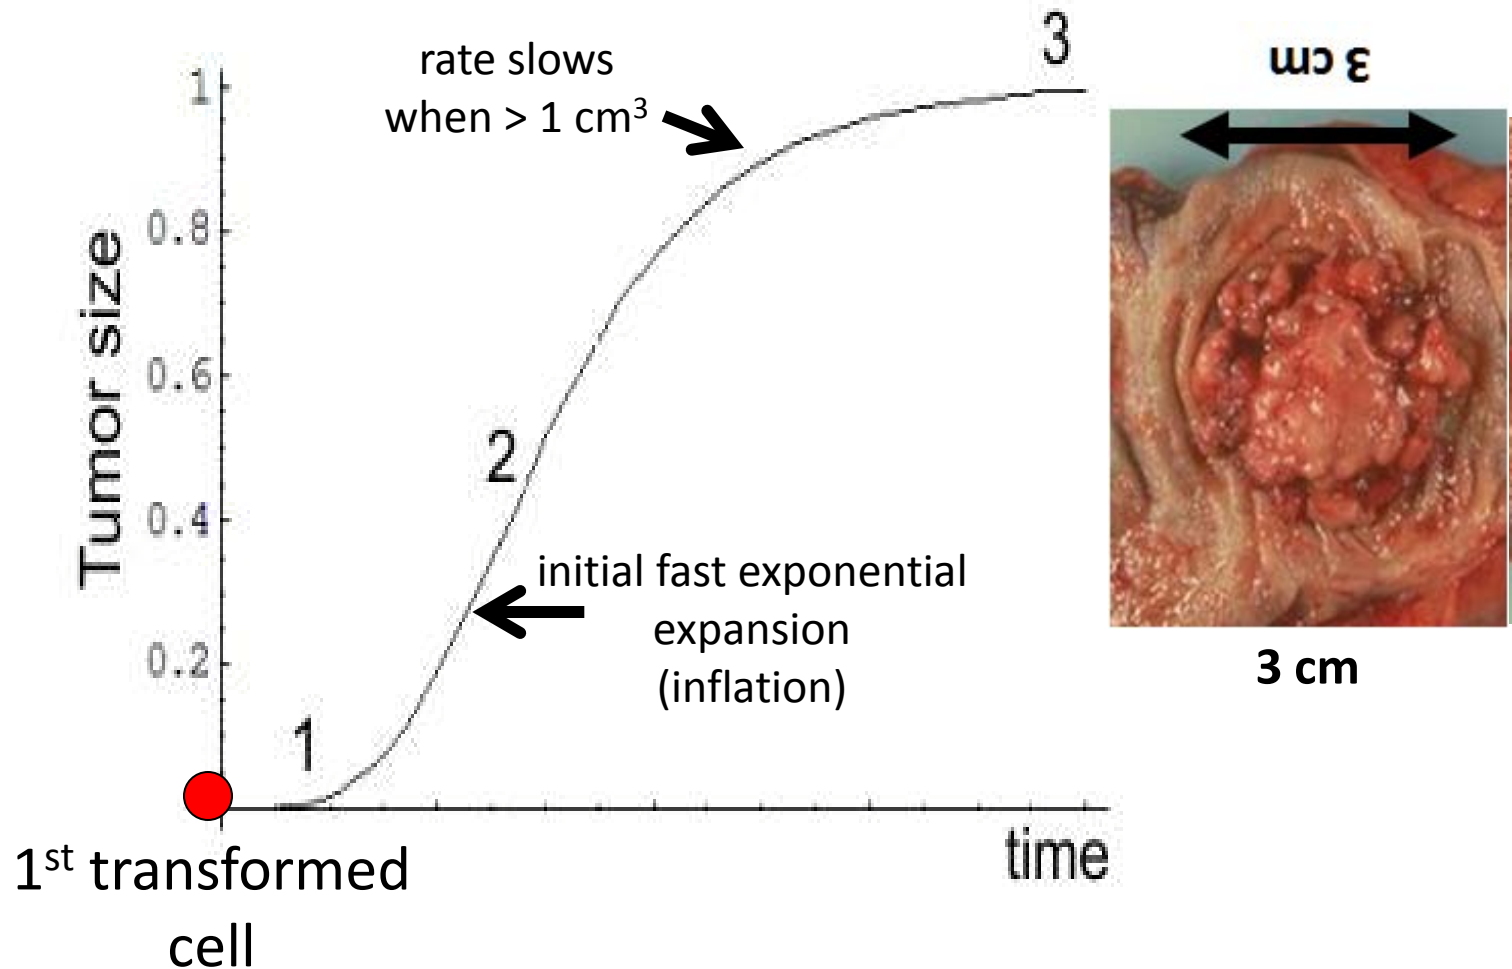 rate slows
when > 1 cm³
3
3 cm
1
0.8
0.6
0.4
0.2
Tumor size
2
initial fast exponential
expansion
(inflation)
3 cm
1
time
1st transformed
cell